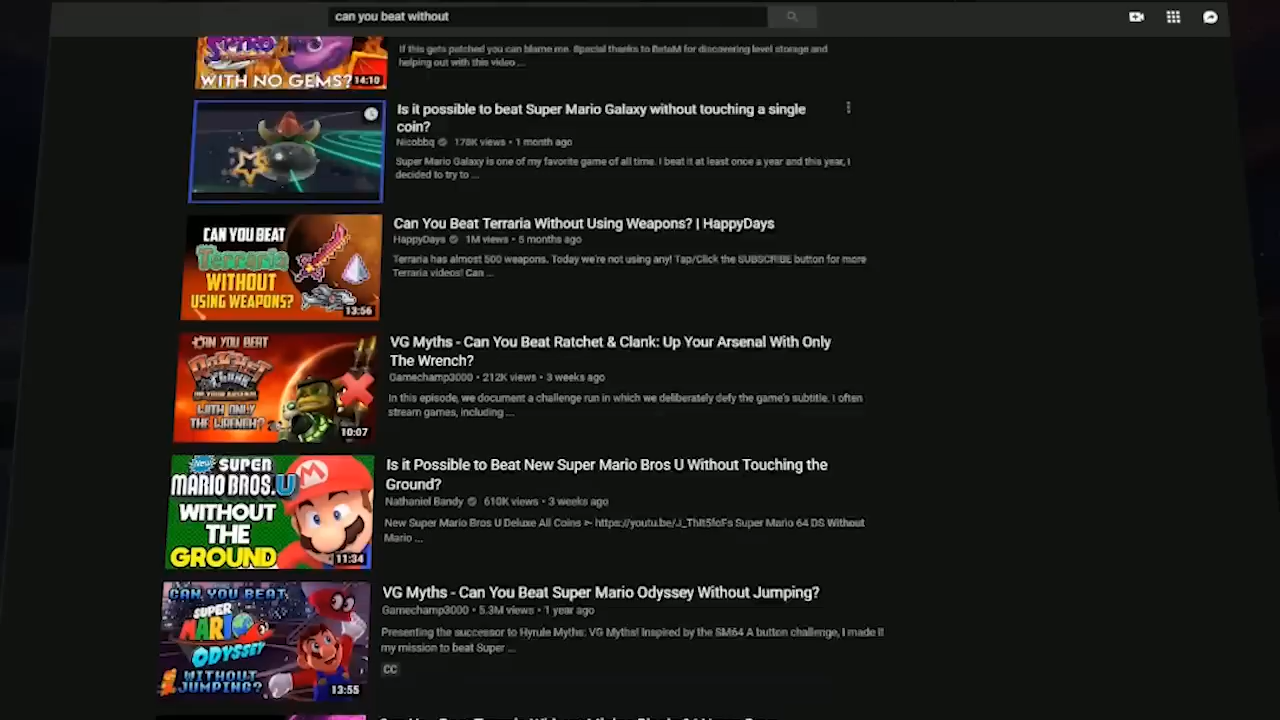 can you beat without
SPYRO
WITH NO GEMS?
14:10
If this gets patched you can blame me. Special thanks to BetaM for discovering level storage and
helping out with this video ...
Is it possible to beat Super Mario Galaxy without touching a single
coin?
Nicobbq 178K views • 1 month ago
Super Mario Galaxy is one of my favorite game of all time. I beat it at least once a year and this year, I
decided to try to ...
CAN YOU BEAT
Terraria
WITHOUT
USING WEAPONS?
13:56
Can You Beat Terraria Without Using Weapons? | HappyDays
HappyDays 1M views • 5 months ago
Terraria has almost 500 weapons. Today we're not using any! Tap/Click the SUBSCRIBE button for more
Terraria videos! Can ...
CAN YOU BEAT
RATCHET
CLANK
UP YOUR ARSENAL
WITH ONLY
THE WRENCH?
10:07
VG Myths - Can You Beat Ratchet & Clank: Up Your Arsenal With Only
The Wrench?
Gamechamp3000 • 212K views • 3 weeks ago
In this episode, we document a challenge run in which we deliberately defy the game's subtitle. I often
stream games, including ...
New SUPER
MARIO BROS. U
WITHOUT
THE
GROUND
11:34
Is it Possible to Beat New Super Mario Bros U Without Touching the
Ground?
Nathaniel Bandy 610K views • 3 weeks ago
New Super Mario Bros U Deluxe All Coins ➤ Super Mario 64 DS Without
Mario ...
CAN YOU BEAT
SUPER
MARIO
ODYSSEY
WITHOUT
JUMPING?
13:55
VG Myths - Can You Beat Super Mario Odyssey Without Jumping?
Gamechamp3000 • 5.3M views • 1 year ago
Presenting the successor to Hyrule Myths: VG Myths! Inspired by the SM64 A button challenge, I made it
my mission to beat Super ...
CC